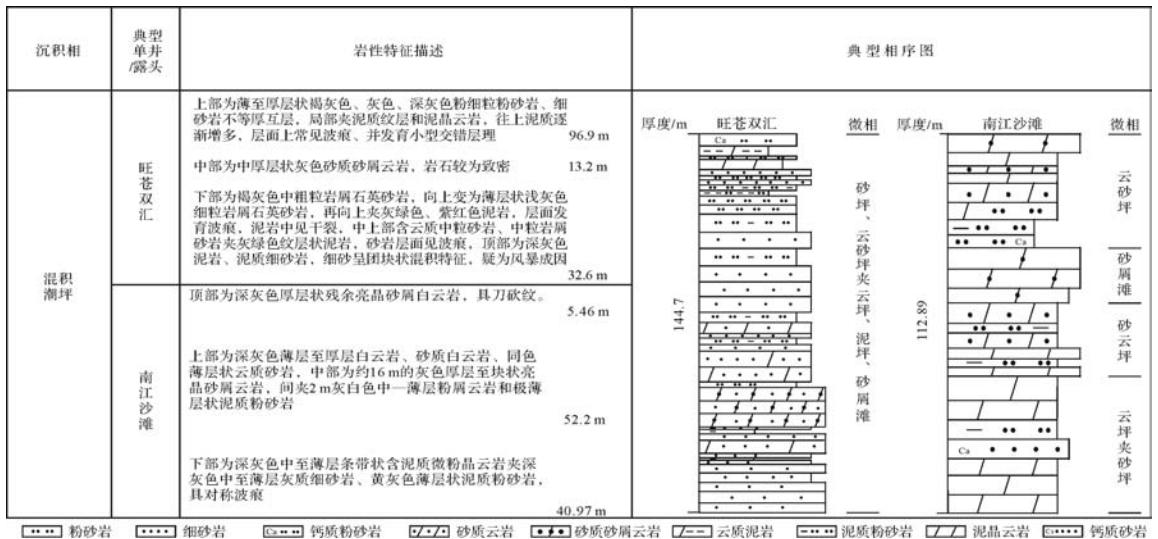 沉积相
典型
单井
/露头
岩性特征描述
典型相序图
混积
潮坪
旺苍双汇
上部为薄至厚层状褐灰色、灰色、深灰色粉细粒粉砂岩、细
砂岩不等厚互层，局部夹泥质纹层和泥晶云岩，往上泥质逐
渐增多，层面上常见波痕、并发育小型交错层理
96.9 m
中部为中厚层状灰色砂质砂屑云岩，岩石较为致密
13.2 m
下部为褐灰色中粗粒岩屑石英砂岩，向上变为薄层状浅灰色
细粒岩屑石英砂岩，再向上夹灰绿色、紫红色泥岩，层面发
育波痕，泥岩中见干裂，中上部含云质中粒砂岩、中粒岩屑
砂岩夹灰绿色纹层状泥岩，砂岩层面见波痕，顶部为深灰色
泥岩、泥质细砂岩，细砂呈团块状混积特征，疑为风暴成因
32.6 m
南江沙滩
顶部为深灰色厚层状残余亮晶砂屑白云岩，具刀砍纹。
5.46 m
上部为深灰色薄层至厚层白云岩、砂质白云岩、同色
薄层状云质砂岩，中部为约16 m的灰色厚层至块状亮
晶砂屑云岩，间夹2 m灰白色中—薄层粉屑云岩和极薄
层状泥质粉砂岩
52.2 m
下部为深灰色中至薄层条带状含泥质微粉晶云岩夹深
灰色中至薄层灰质细砂岩、黄灰色薄层状泥质粉砂岩，
具对称波痕
40.97 m
厚度/m
旺苍双汇
微相
144.7
Ca
砂坪、云砂坪夹云坪、泥坪、砂屑滩
厚度/m
南江沙滩
微相
112.89
Ca
Ca
云砂坪
砂屑滩
砂云坪
云坪夹砂坪
粉砂岩
细砂岩
Ca 钙质粉砂岩
砂质云岩
砂质砂屑云岩
云质泥岩
泥质粉砂岩
泥晶云岩
Ca 钙质砂岩